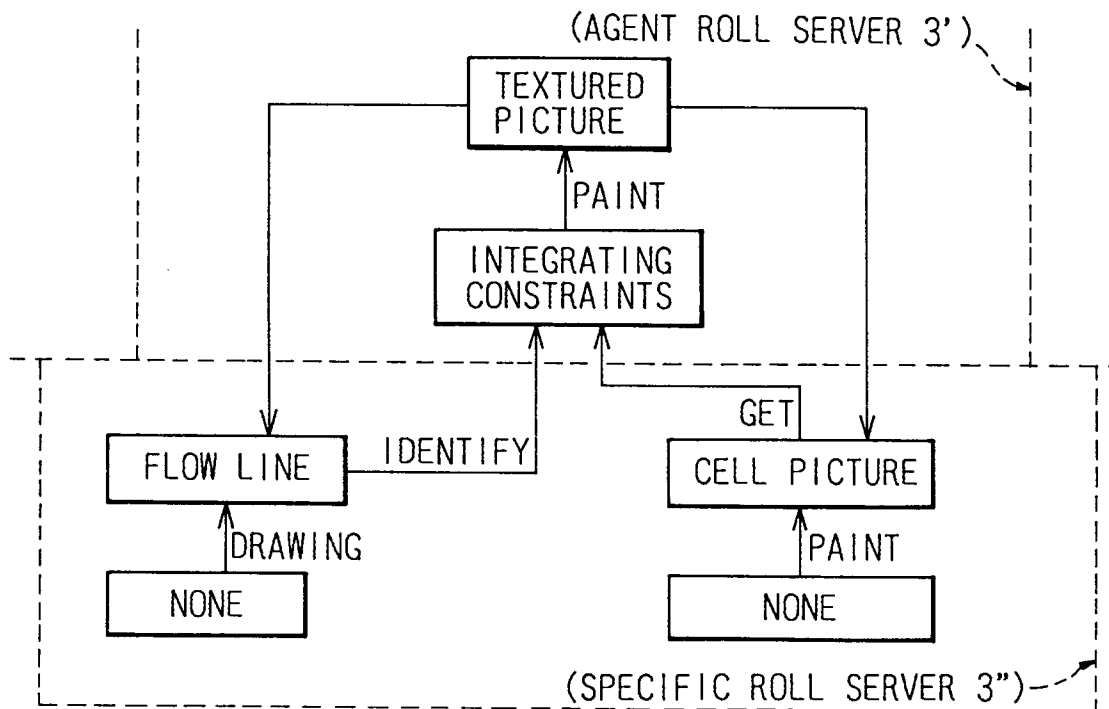 (AGENT ROLL SERVER 3')
TEXTURED
PICTURE
PAINT
INTEGRATING
CONSTRAINTS
GET
IDENTIFY
FLOW LINE
CELL PICTURE
DRAWING
PAINT
NONE
NONE
(SPECIFIC ROLL SERVER 3")